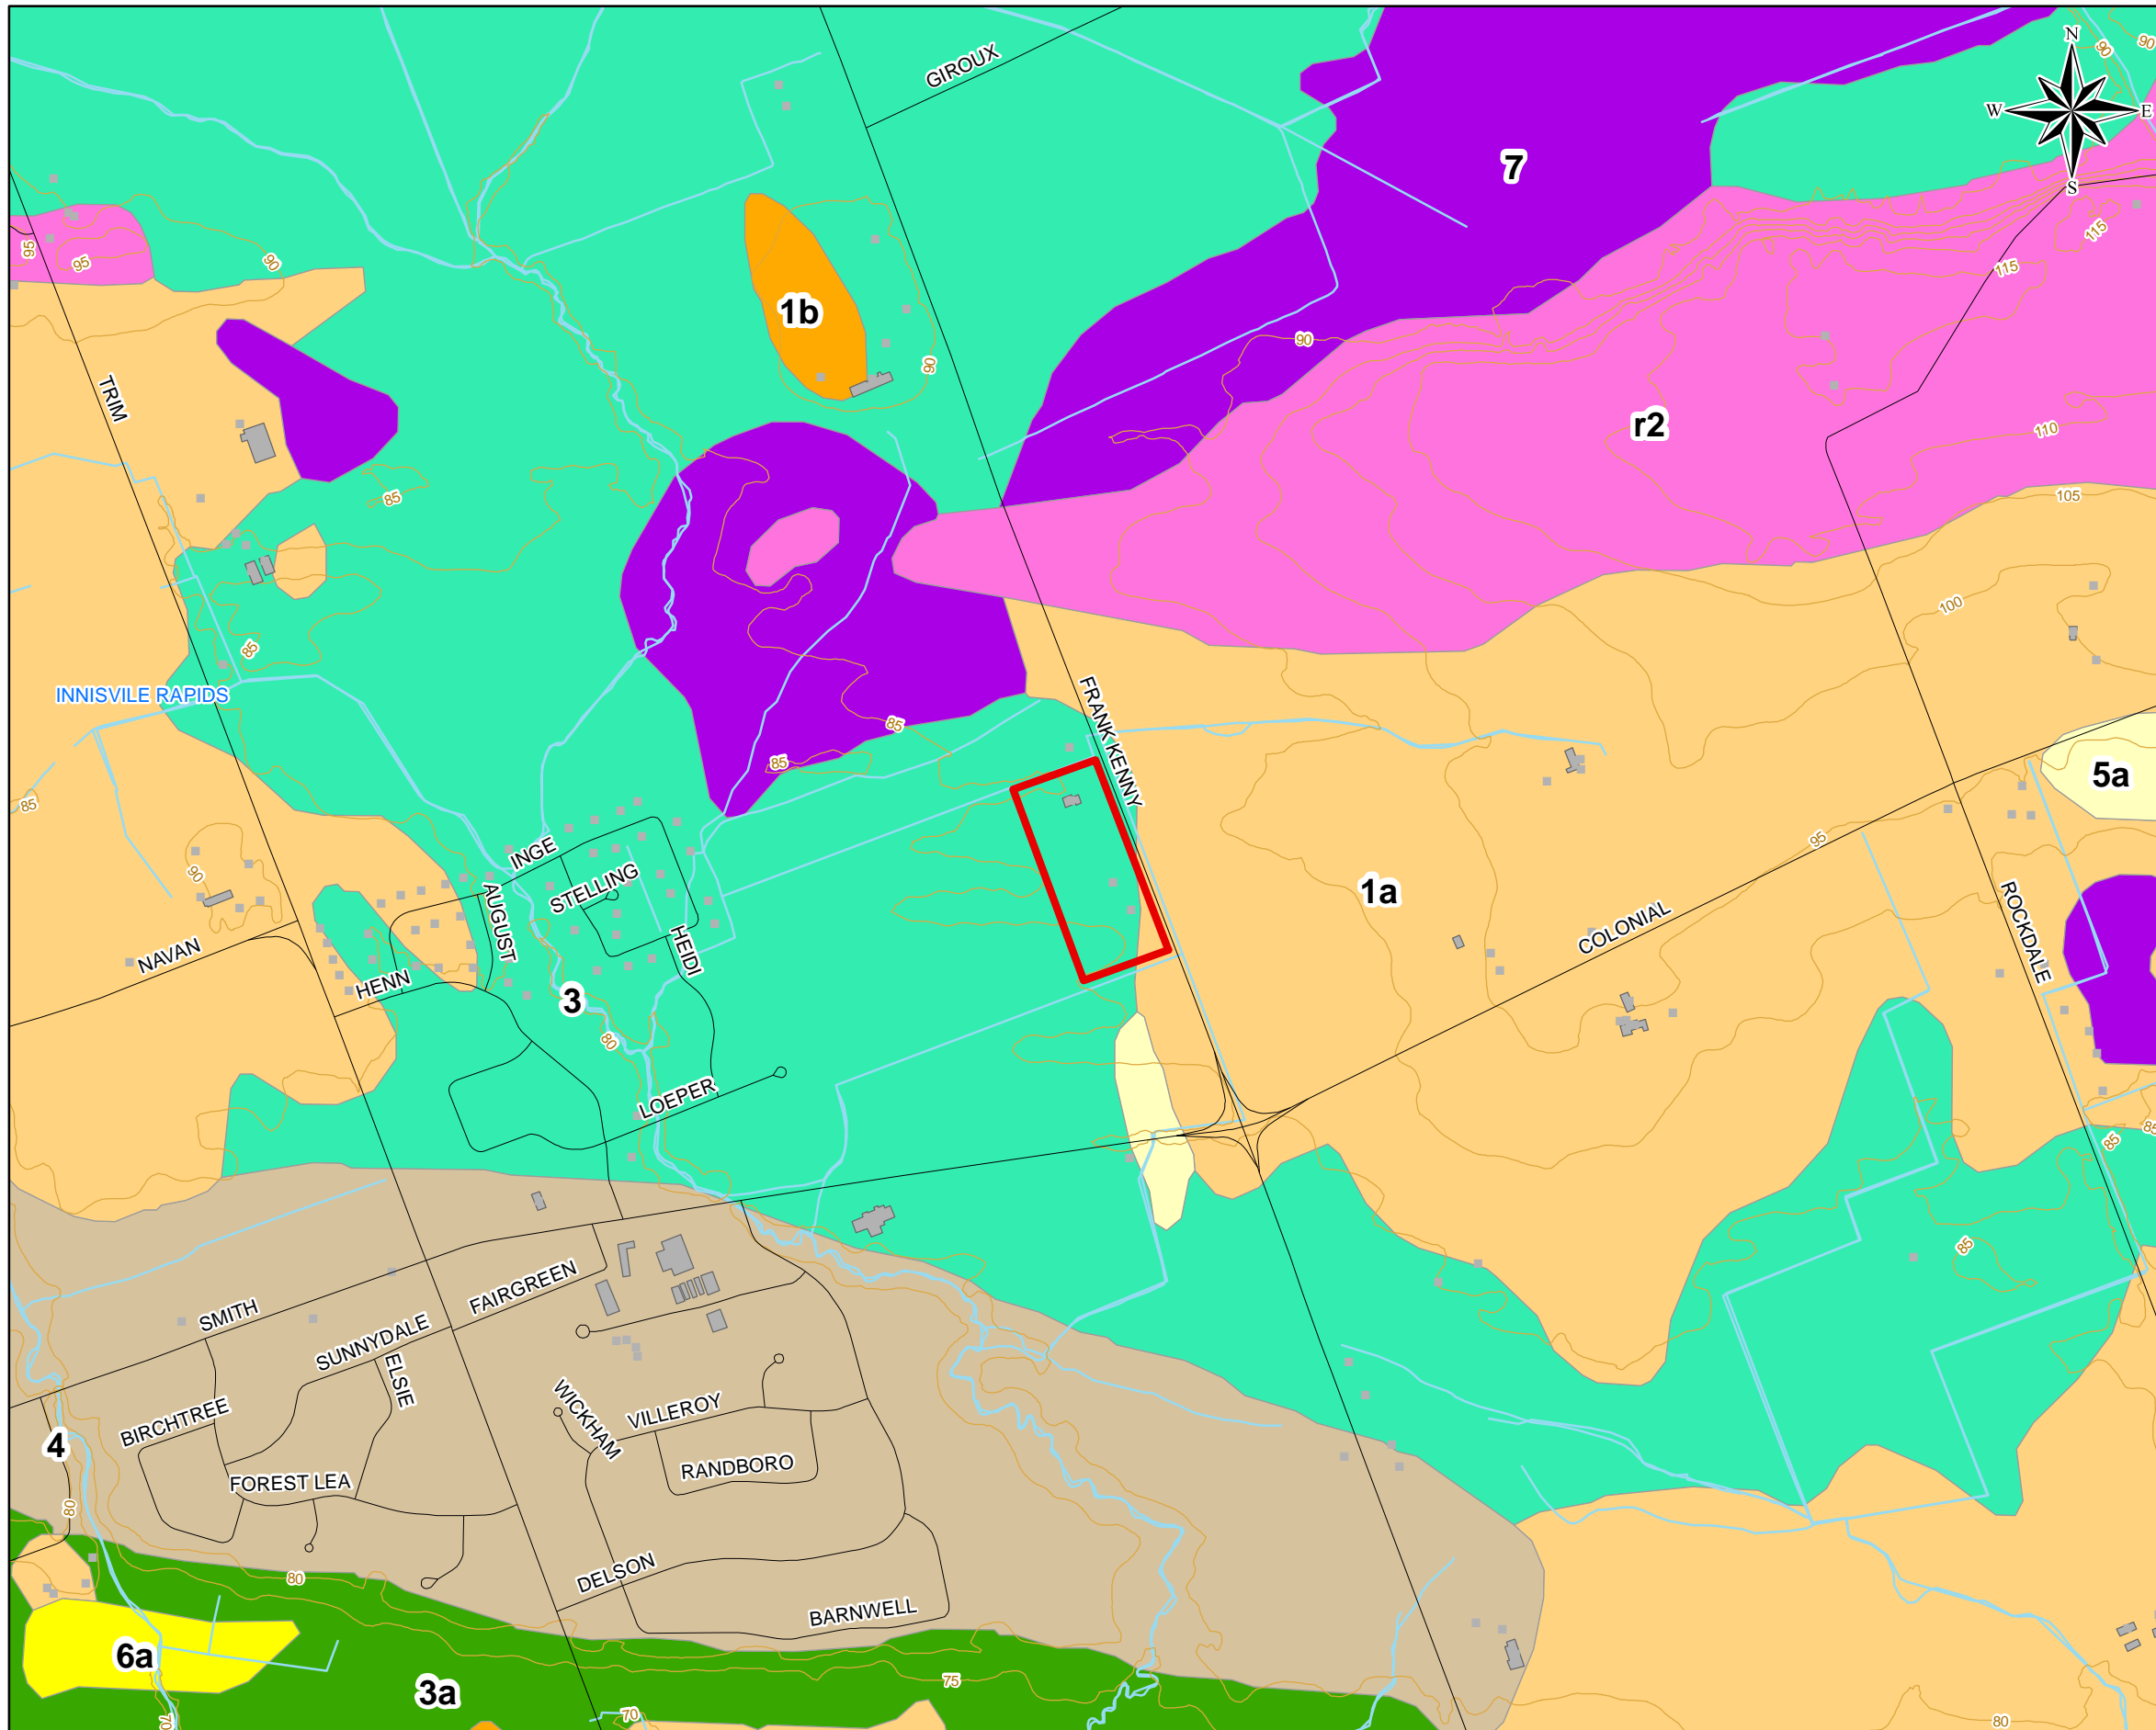 N
90
90
GIROUX
W
E
7
S
115
95
95
90
115
1b
90
90
TRIM
r2
110
85
105
100
85
INNISVILE RAPIDS
FRANK KENNY
85
85
5a
85
95
INGE
90
STELLING
1a
AUGUST
ROCKDALE
COLONIAL
HEIDI
NAVAN
HENN
3
80
LOEPER
85
85
85
FAIRGREEN
SMITH
SUNNYDALE
ELSIE
WICKHAM
BIRCHTREE
VILLEROY
4
RANDBORO
FOREST LEA
80
DELSON
80
BARNWELL
6a
75
3a
70
70
80